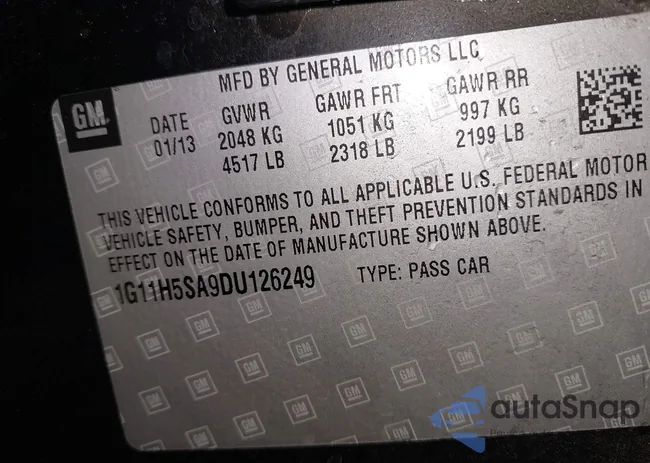 MFD BY GENERAL MOTORS LLC
GM
DATE GVWR GAWR FRT GAWR RR
01/13 2048 KG 1051 KG 997 KG
4517 LB 2318 LB 2199 LB
THIS VEHICLE CONFORMS TO ALL APPLICABLE U.S. FEDERAL MOTOR
VEHICLE SAFETY, BUMPER, AND THEFT PREVENTION STANDARDS IN
EFFECT ON THE DATE OF MANUFACTURE SHOWN ABOVE.
1G11H5SA9DU126249 TYPE: PASS CAR
autaSnap